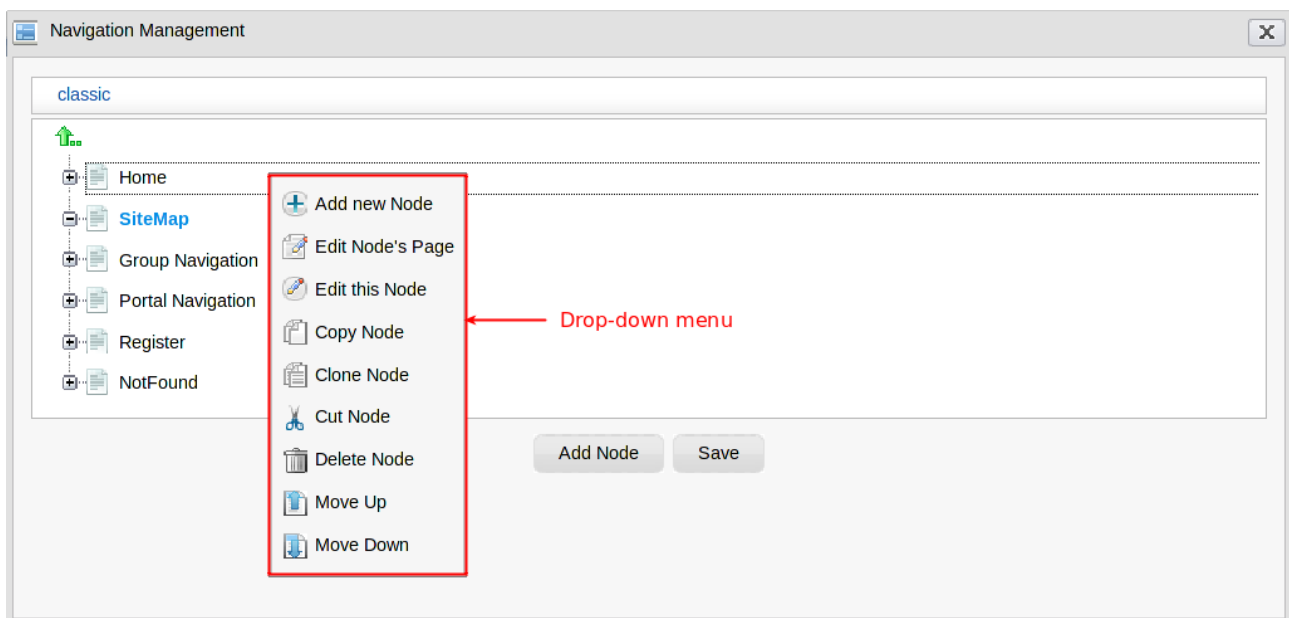 Navigation Management
X
classic
Home
SiteMap
Group Navigation
Portal Navigation
Register
NotFound
Add new Node
Edit Node's Page
Edit this Node
Copy Node
Clone Node
Cut Node
Delete Node
Move Up
Move Down
Drop-down menu
Add Node
Save